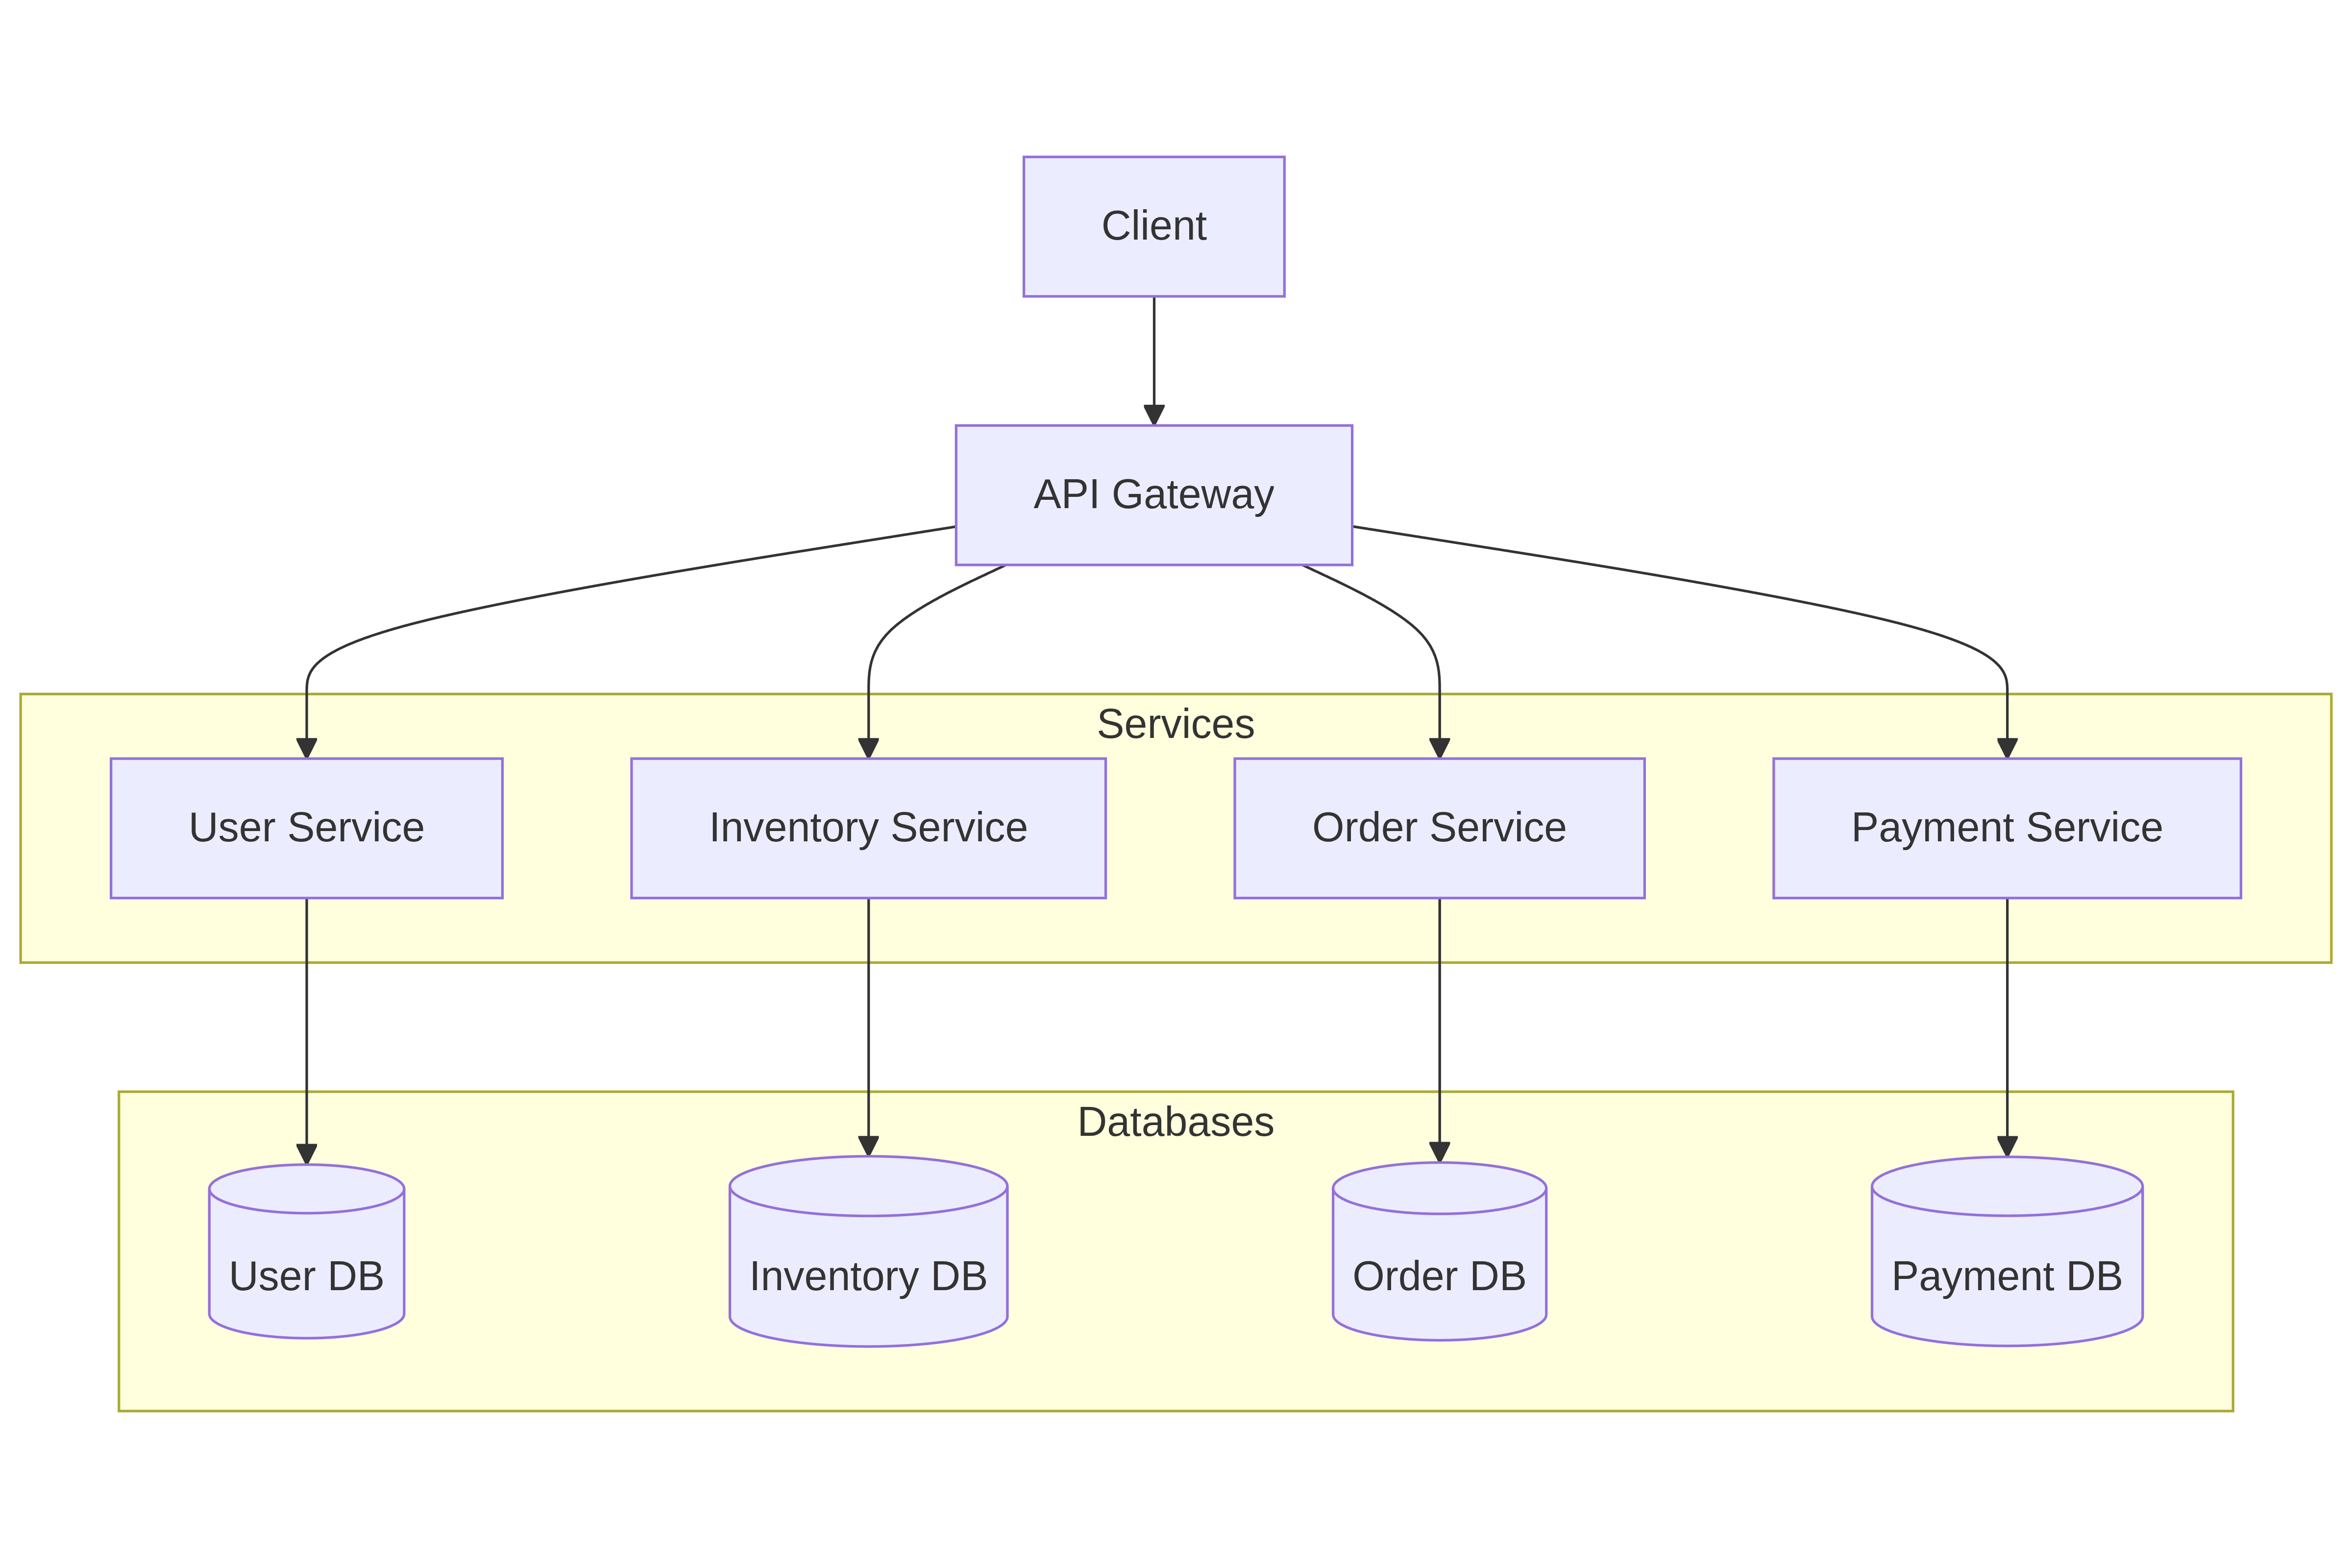 Client
API Gateway
Services
User Service
Inventory Service
Order Service
Payment Service
Databases
User DB
Inventory DB
Order DB
Payment DB